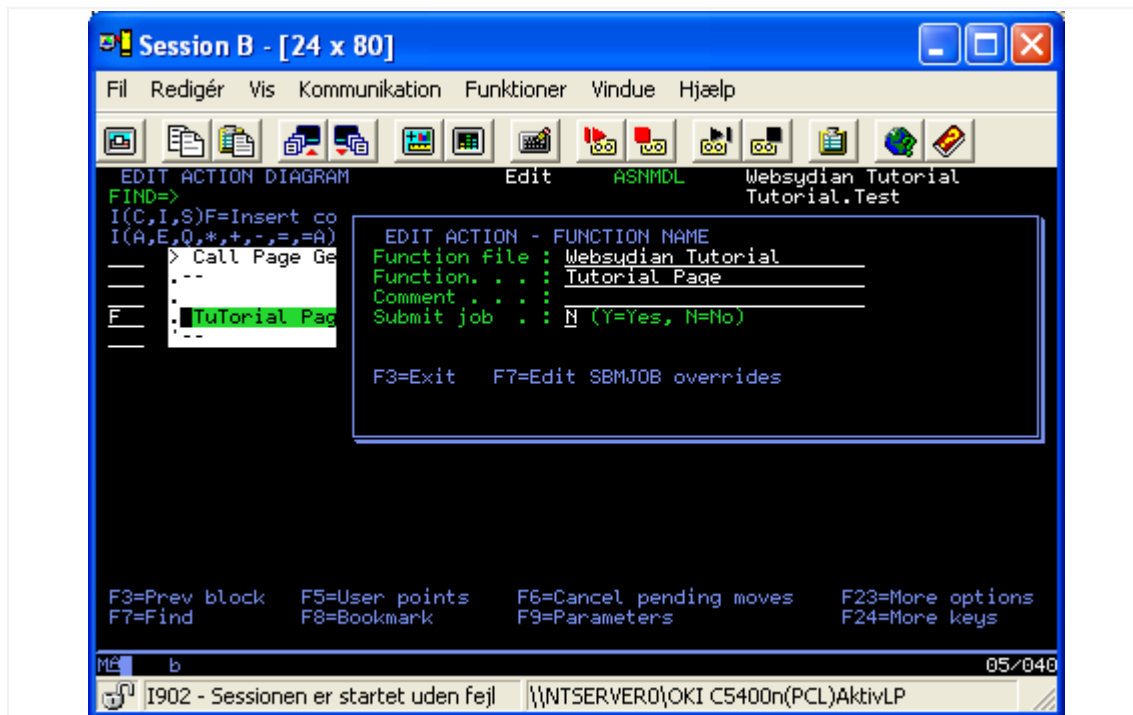 Session B - [24 x 80]
Fil Redigér Vis Kommunikation Funktioner Vindue Hjælp
EDIT ACTION DIAGRAM Edit ASNMDL Websydian Tutorial
FIND=> Tutorial.Test
I(C,I,S)F=Insert co
I(A,E,Q,*,+,-,=,=A) EDIT ACTION - FUNCTION NAME
> Call Page Ge Function file : Websydian Tutorial
.-- Function. . . : Tutorial Page
. Comment . . . :
F . TuTorial Pag Submit job . : N (Y=Yes, N=No)
'--
F3=Exit F7=Edit SBMJOB overrides
F3=Prev block F5=User points F6=Cancel pending moves F23=More options
F7=Find F8=Bookmark F9=Parameters F24=More keys
MA b 05/040
I902 - Sessionen er startet uden fejl \\NTSERVER0\OKI C5400n(PCL)AktivLP